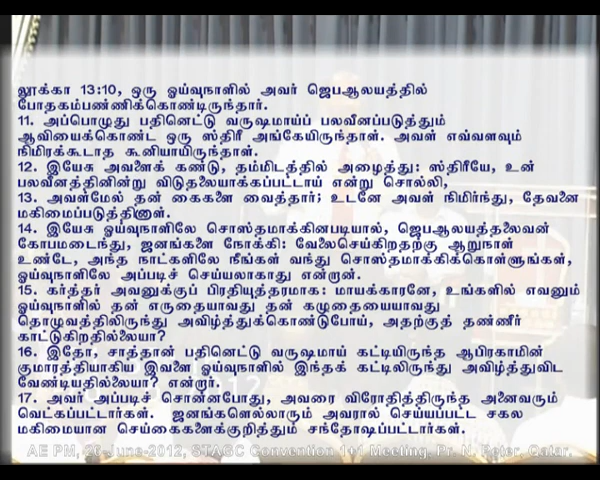 லூக்கா 13:10, ஒரு ஓய்வுநாளில் அவர் ஜெபஆலயத்தில்
போதகம்பண்ணிக்கொண்டிருந்தார்.
11. அப்பொழுது பதினெட்டு வருஷமாய்ப் பலவீனப்படுத்தும்
ஆவியைக்கொண்ட ஒரு ஸ்திரீ அங்கேயிருந்தாள். அவள் எவ்வளவும்
நிமிரக்கூடாத கூனியாயிருந்தாள்.
12. இயேசு அவளைக் கண்டு, தம்மிடத்தில் அழைத்து: ஸ்திரீயே, உன்
பலவீனத்தினின்று விடுதலையாக்கப்பட்டாய் என்று சொல்லி,
13. அவள்மேல் தன் கைகளை வைத்தார்; உடனே அவள் நிமிர்ந்து, தேவனை
மகிமைப்படுத்தினாள்.
14. இயேசு ஓய்வுநாளிலே சொஸ்தமாக்கினபடியால், ஜெபஆலயத்தலைவன்
கோபமடைந்து, ஜனங்களை நோக்கி: வேலைசெய்கிறதற்கு ஆறுநாள்
உண்டே, அந்த நாட்களிலே நீங்கள் வந்து சொஸ்தமாக்கிக்கொள்ளுங்கள்,
ஓய்வுநாளிலே அப்படிச் செய்யலாகாது என்றான்.
15. கர்த்தர் அவனுக்குப் பிரதியுத்தரமாக: மாயக்காரனே, உங்களில் எவனும்
ஓய்வுநாளில் தன் எருதையாவது தன் கழுதையையாவது
தொழுவத்திலிருந்து அவிழ்த்துக்கொண்டுபோய், அதற்குத் தண்ணீர்
காட்டுகிறதில்லையா?
16. இதோ, சாத்தான் பதினெட்டு வருஷமாய் கட்டியிருந்த ஆபிரகாமின்
குமாரத்தியாகிய இவளை ஓய்வுநாளில் இந்தக் கட்டிலிருந்து அவிழ்த்துவிட
வேண்டியதில்லையா? என்றார்.
17. அவர் அப்படிச் சொன்னபோது, அவரை விரோதித்திருந்த அனைவரும்
வெட்கப்பட்டார்கள். ஜனங்களெல்லாரும் அவரால் செய்யப்பட்ட சகல
மகிமையான செய்கைகளைக்குறித்தும் சந்தோஷப்பட்டார்கள்.
AE PM, 20-June-2012, STAGC Convention 1+1 Meeting, Pr. N. Peter, Qatar.